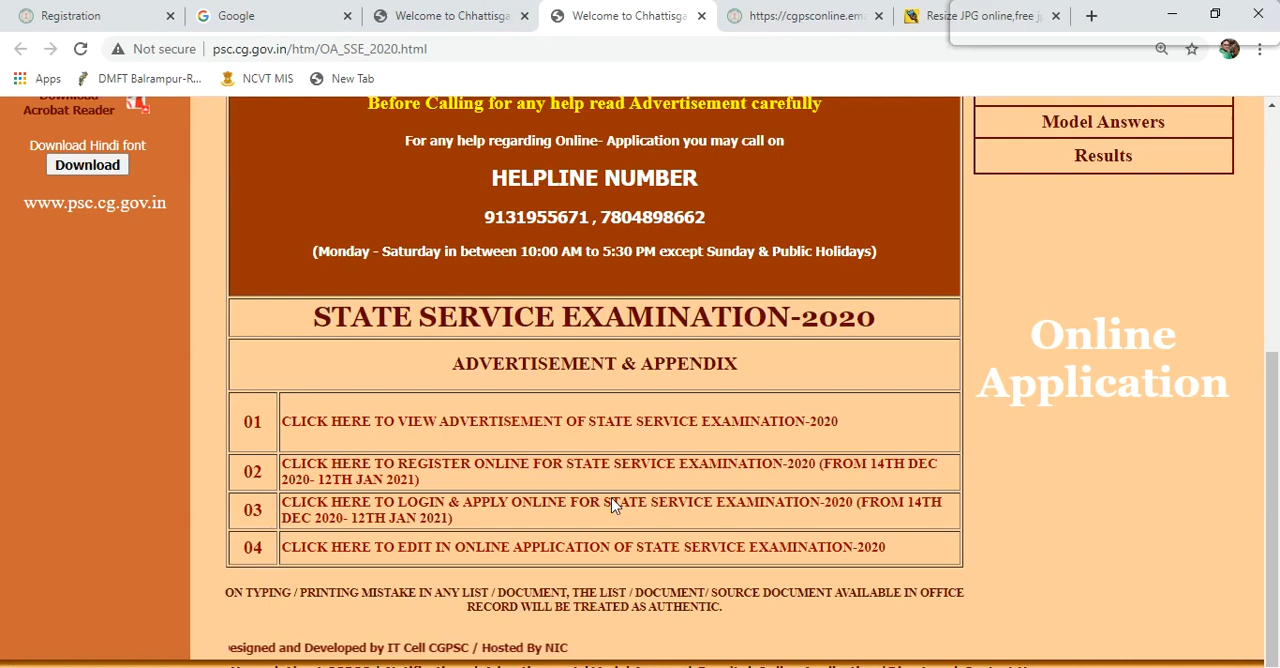 Registration
Google
Welcome to Chhattisga
Welcome to Chhattisga
https://cgpsconline.em
Resize JPG online,free j
Not secure | psc.cg.gov.in/htm/OA_SSE_2020.html
Apps
DMFT Balrampur-R...
NCVT MIS
New Tab
Download
Acrobat Reader
Download Hindi font
Download
www.psc.cg.gov.in
Before Calling for any help read Advertisement carefully
For any help regarding Online- Application you may call on
HELPLINE NUMBER
9131955671 , 7804898662
(Monday - Saturday in between 10:00 AM to 5:30 PM except Sunday & Public Holidays)
STATE SERVICE EXAMINATION-2020
ADVERTISEMENT & APPENDIX
01 CLICK HERE TO VIEW ADVERTISEMENT OF STATE SERVICE EXAMINATION-2020
02 CLICK HERE TO REGISTER ONLINE FOR STATE SERVICE EXAMINATION-2020 (FROM 14TH DEC
2020- 12TH JAN 2021)
03 CLICK HERE TO LOGIN & APPLY ONLINE FOR STATE SERVICE EXAMINATION-2020 (FROM 14TH
DEC 2020- 12TH JAN 2021)
04 CLICK HERE TO EDIT IN ONLINE APPLICATION OF STATE SERVICE EXAMINATION-2020
ON TYPING / PRINTING MISTAKE IN ANY LIST / DOCUMENT, THE LIST / DOCUMENT/ SOURCE DOCUMENT AVAILABLE IN OFFICE
RECORD WILL BE TREATED AS AUTHENTIC.
esigned and Developed by IT Cell CGPSC / Hosted By NIC
Model Answers
Results
Online
Application